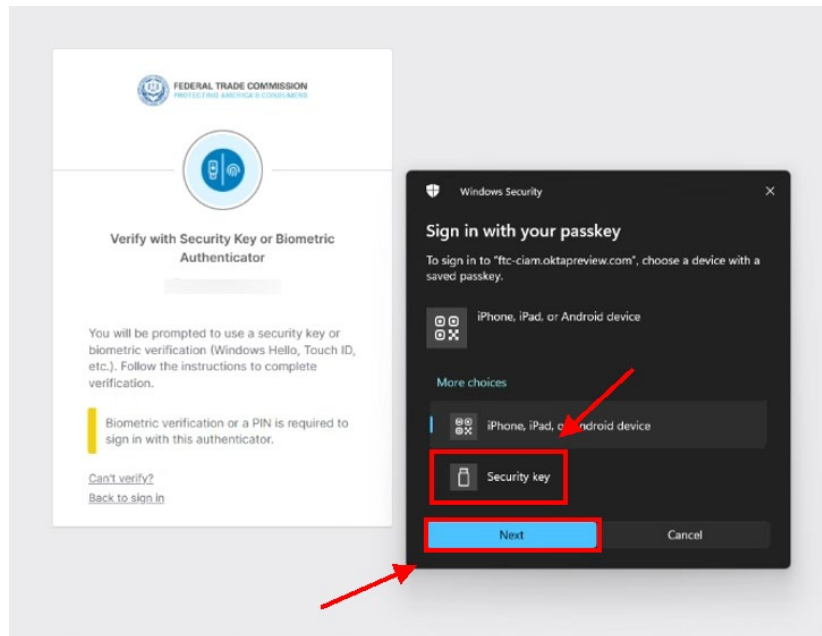 FEDERAL TRADE COMMISSION
PROTECTING AMERICA'S CONSUMERS
Verify with Security Key or Biometric
Authenticator
You will be prompted to use a security key or
biometric verification (Windows Hello, Touch ID,
etc.). Follow the instructions to complete
verification.
Biometric verification or a PIN is required to
sign in with this authenticator.
Can't verify?
Back to sign in
Windows Security
Sign in with your passkey
To sign in to "ftc-ciam.oktapreview.com", choose a device with a
saved passkey.
iPhone, iPad, or Android device
More choices
iPhone, iPad, or Android device
Security key
Next
Cancel